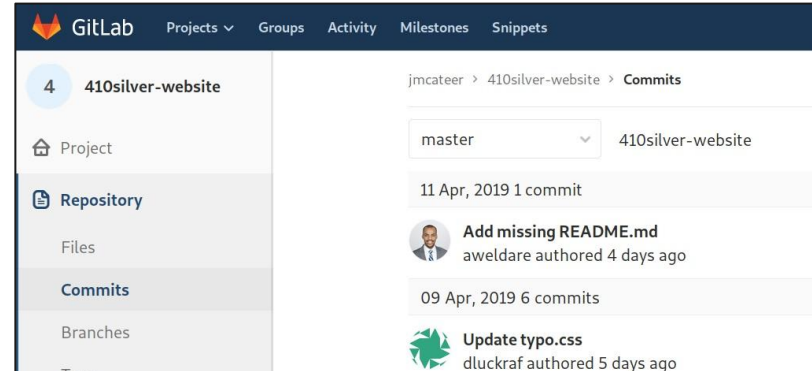 GitLab Projects Groups Activity Milestones Snippets
4 410silver-website
Project
Repository
Files
Commits
Branches
jmcateer > 410silver-website > Commits
master 410silver-website
11 Apr, 2019 1 commit
Add missing README.md
aweldare authored 4 days ago
09 Apr, 2019 6 commits
Update typo.css
dluckraf authored 5 days ago